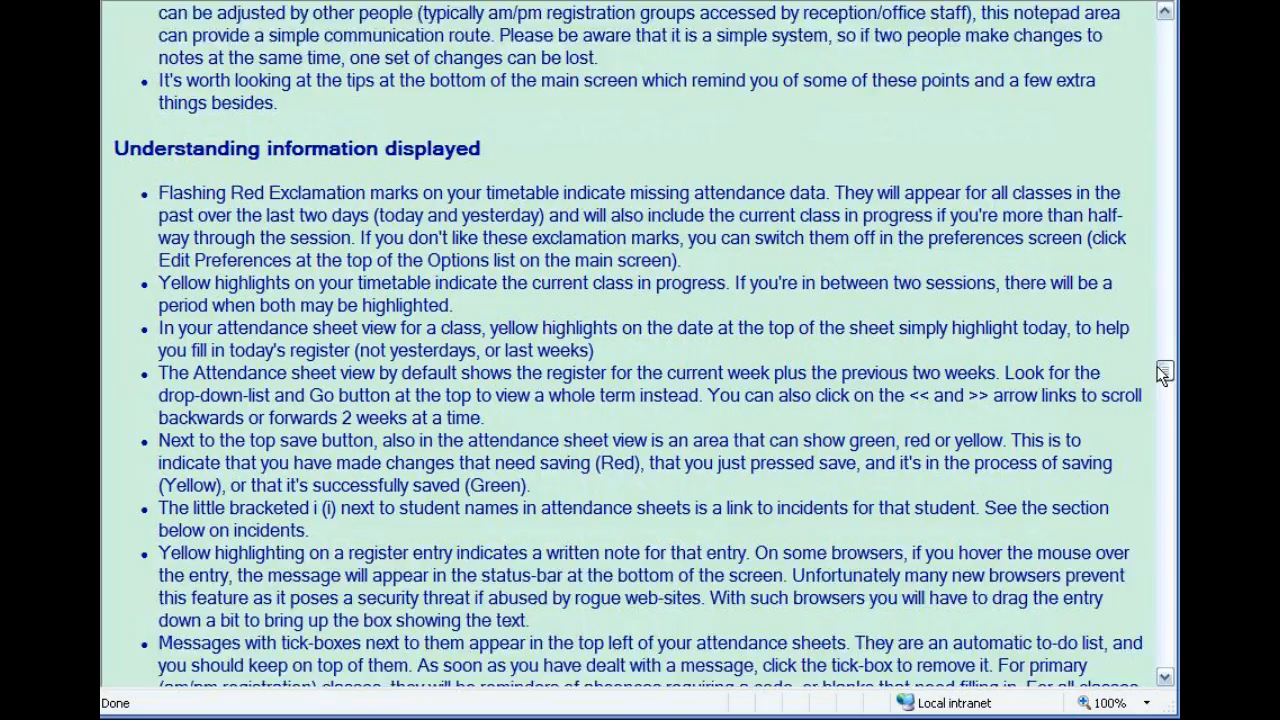 can be adjusted by other people (typically am/pm registration groups accessed by reception/office staff), this notepad area
can provide a simple communication route. Please be aware that it is a simple system, so if two people make changes to
notes at the same time, one set of changes can be lost.
• It's worth looking at the tips at the bottom of the main screen which remind you of some of these points and a few extra
things besides.
Understanding information displayed
• Flashing Red Exclamation marks on your timetable indicate missing attendance data. They will appear for all classes in the
past over the last two days (today and yesterday) and will also include the current class in progress if you're more than half-
way through the session. If you don't like these exclamation marks, you can switch them off in the preferences screen (click
Edit Preferences at the top of the Options list on the main screen).
• Yellow highlights on your timetable indicate the current class in progress. If you're in between two sessions, there will be a
period when both may be highlighted.
• In your attendance sheet view for a class, yellow highlights on the date at the top of the sheet simply highlight today, to help
you fill in today's register (not yesterdays, or last weeks)
• The Attendance sheet view by default shows the register for the current week plus the previous two weeks. Look for the
drop-down-list and Go button at the top to view a whole term instead. You can also click on the << and >> arrow links to scroll
backwards or forwards 2 weeks at a time.
• Next to the top save button, also in the attendance sheet view is an area that can show green, red or yellow. This is to
indicate that you have made changes that need saving (Red), that you just pressed save, and it's in the process of saving
(Yellow), or that it's successfully saved (Green).
• The little bracketed i (i) next to student names in attendance sheets is a link to incidents for that student. See the section
below on incidents.
• Yellow highlighting on a register entry indicates a written note for that entry. On some browsers, if you hover the mouse over
the entry, the message will appear in the status-bar at the bottom of the screen. Unfortunately many new browsers prevent
this feature as it poses a security threat if abused by rogue web-sites. With such browsers you will have to drag the entry
down a bit to bring up the box showing the text.
• Messages with tick-boxes next to them appear in the top left of your attendance sheets. They are an automatic to-do list, and
you should keep on top of them. As soon as you have dealt with a message, click the tick-box to remove it. For primary
(am/pm registration) classes, they will be reminders of absences requiring a code, or blanks that need filling in. For all classes
Done
Local intranet
100%